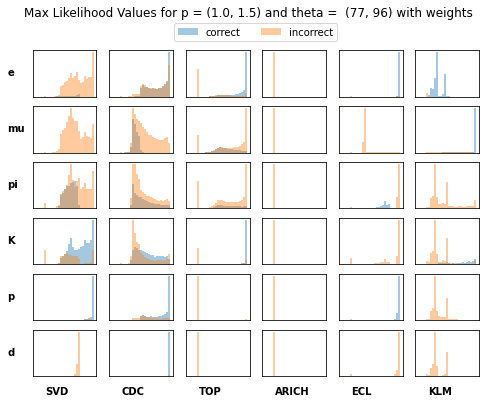 Max Likelihood Values for p = (1.0, 1.5) and theta =  (77, 96) with weights
correct incorrect
e
mu
pi
K
p
d
SVD CDC TOP ARICH ECL KLM